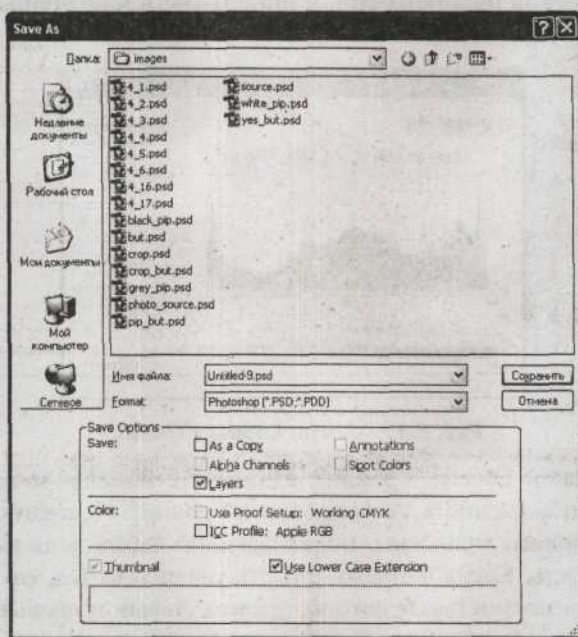 Save As
Папка: images
4_1.psd
4_2.psd
4_3.psd
4_4.psd
4_5.psd
4_6.psd
4_16.psd
4_17.psd
black_pip.psd
but.psd
crop.psd
crop_but.psd
grey_pip.psd
photo_source.psd
pip_but.psd
source.psd
white_pip.psd
yes_but.psd
Недавние
документы
Рабочий стол
Мои документы
Мой
компьютер
Сетевое
Имя файла: Untitled-9.psd Сохранить
Format: Photoshop (*.PSD;*.PDD) Отмена
Save Options
Save: As a Copy Annotations
Alpha Channels Spot Colors
Layers
Color: Use Proof Setup: Working CMYK
ICC Profile: Apple RGB
Thumbnail Use Lower Case Extension